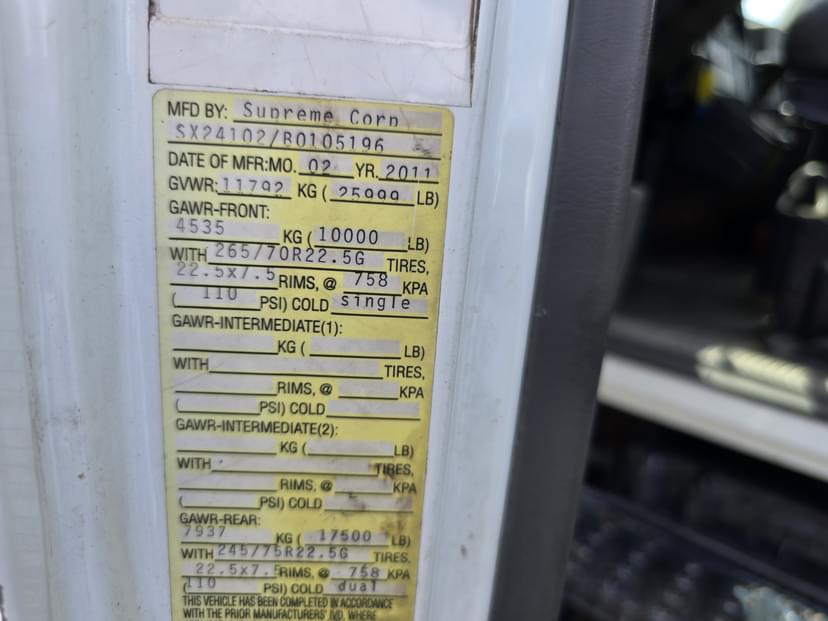 MFD BY: Supreme Corp
SX24102/B0105196
DATE OF MFR:MO. 02 YR. 2011
GVWR: 11792 KG ( 25999 LB)
GAWR-FRONT:
4535 KG ( 10000 LB)
WITH 265/70R22.5G TIRES,
22.5x7.5 RIMS, @ 758 KPA
( 110 PSI) COLD single
GAWR-INTERMEDIATE(1):
KG ( LB)
WITH TIRES,
RIMS, @ KPA
( PSI) COLD
GAWR-INTERMEDIATE(2):
KG ( LB)
WITH TIRES,
RIMS, @ KPA
( PSI) COLD
GAWR-REAR:
7937 KG ( 17500 LB)
WITH 245/75R22.5G TIRES,
22.5x7.5 RIMS, @ 758 KPA
(110 PSI) COLD dual
THIS VEHICLE HAS BEEN COMPLETED IN ACCORDANCE
WITH THE PRIOR MANUFACTURERS' IVD. WHERE